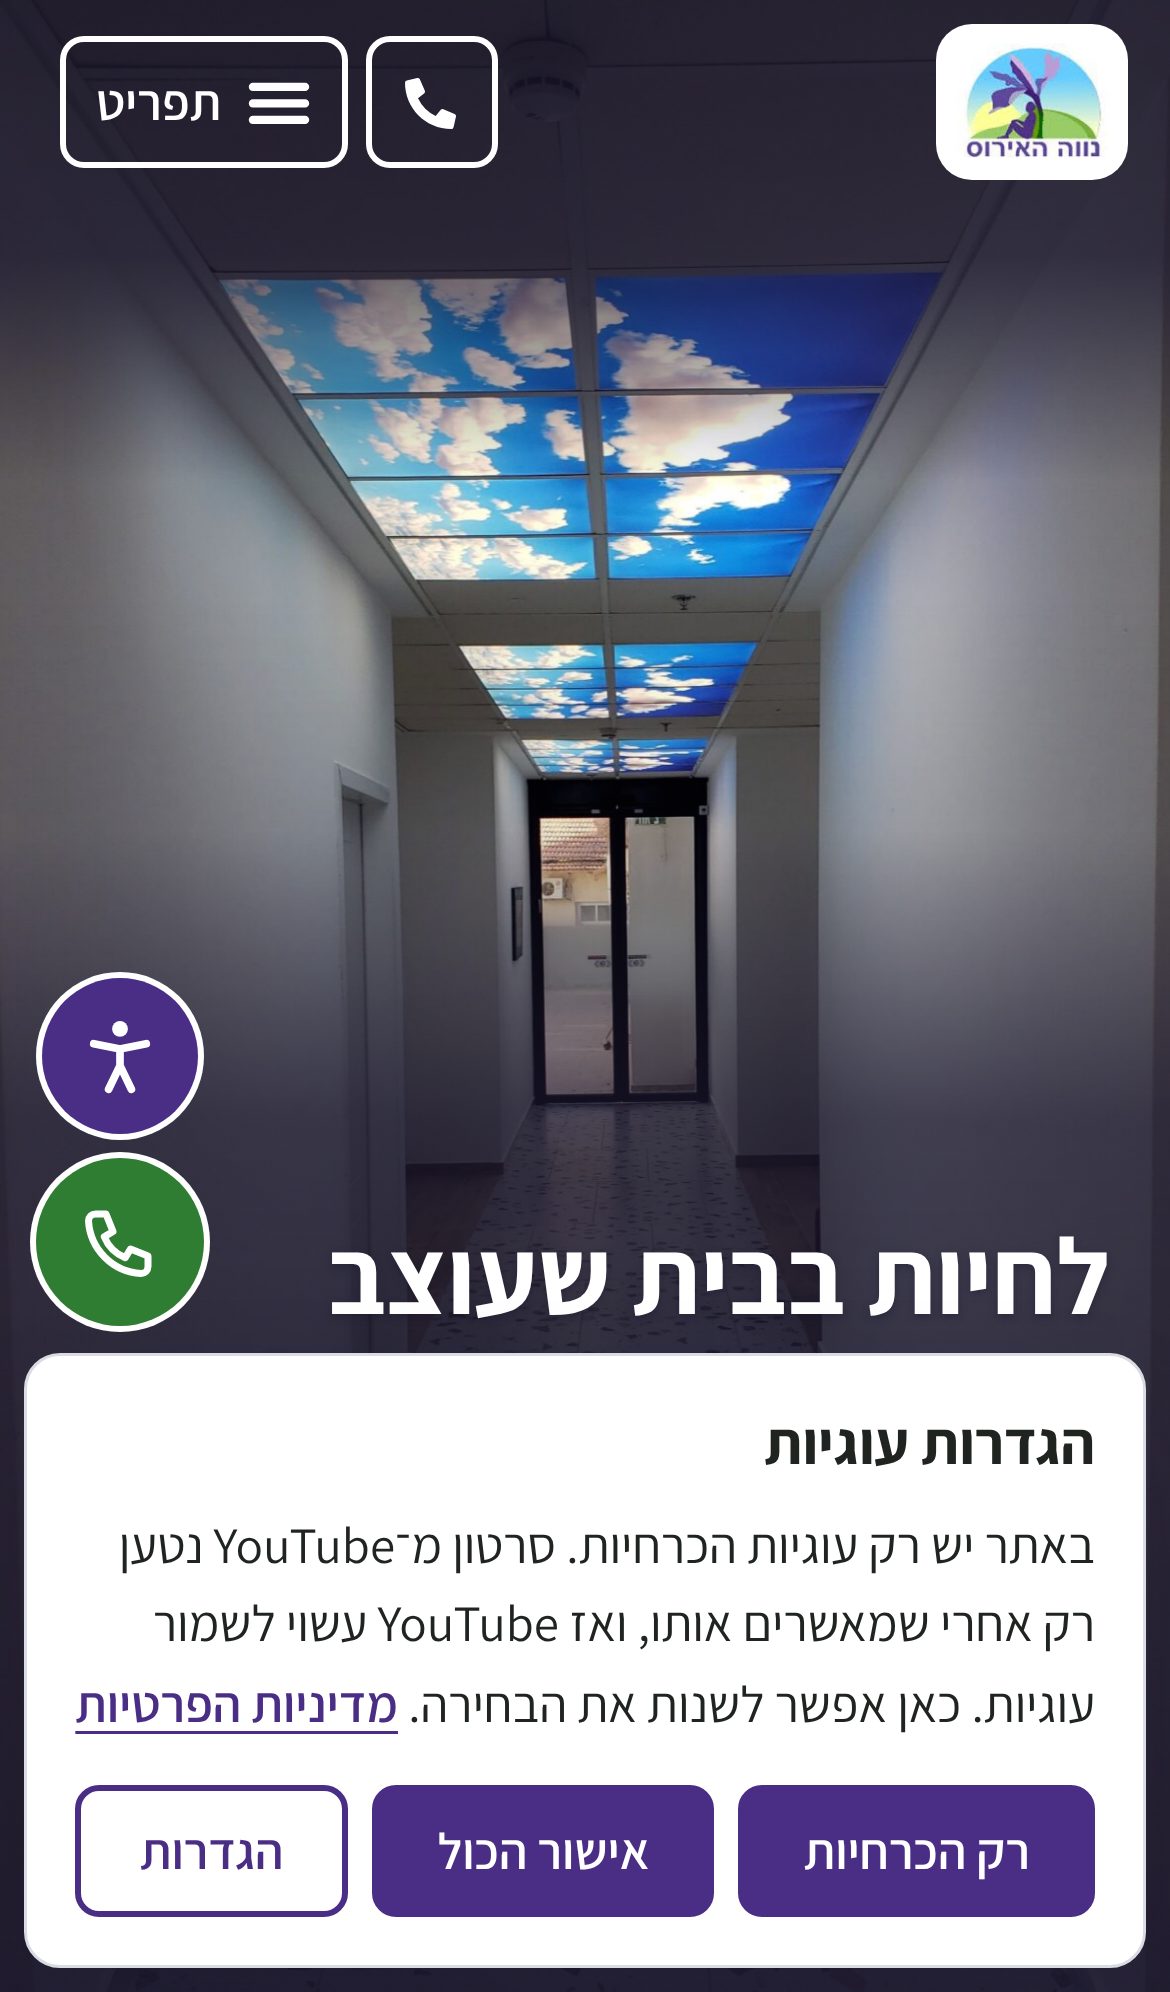 נווה האירוס
תפריט
לחיות בבית שעוצב
הגדרות עוגיות
באתר יש רק עוגיות הכרחיות. סרטון מ־YouTube נטען
רק אחרי שמאשרים אותו, ואז YouTube עשוי לשמור
עוגיות. כאן אפשר לשנות את הבחירה. מדיניות הפרטיות
רק הכרחיות
אישור הכול
הגדרות